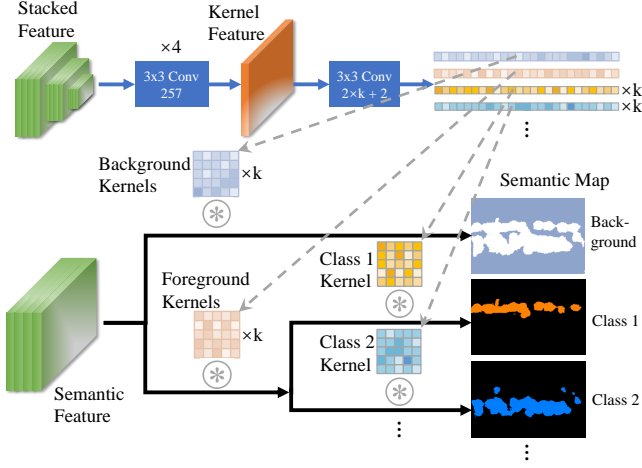 Stacked
Feature
×4
3x3 Conv
257
Kernel
Feature
3x3 Conv
2×k + 2
×k
×k
⋮
Background
Kernels
×k
Semantic Map
Back-
ground
Foreground
Kernels
×k
Class 1
Kernel
Class 1
Class 2
Kernel
Semantic
Feature
Class 2
⋮
⋮